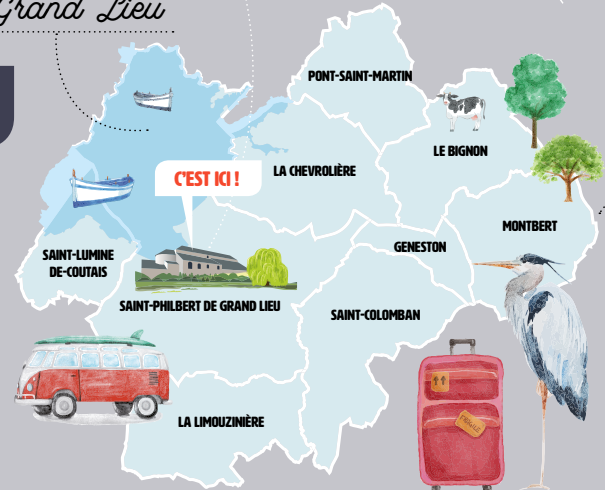 Grand Lieu
PONT-SAINT-MARTIN
LE BIGNON
LA CHEVROLIÈRE
C'EST ICI !
MONTBERT
GENESTON
SAINT-LUMINE
DE-COUTAIS
SAINT-PHILBERT DE GRAND LIEU
SAINT-COLOMBAN
LA LIMOUZINIÈRE